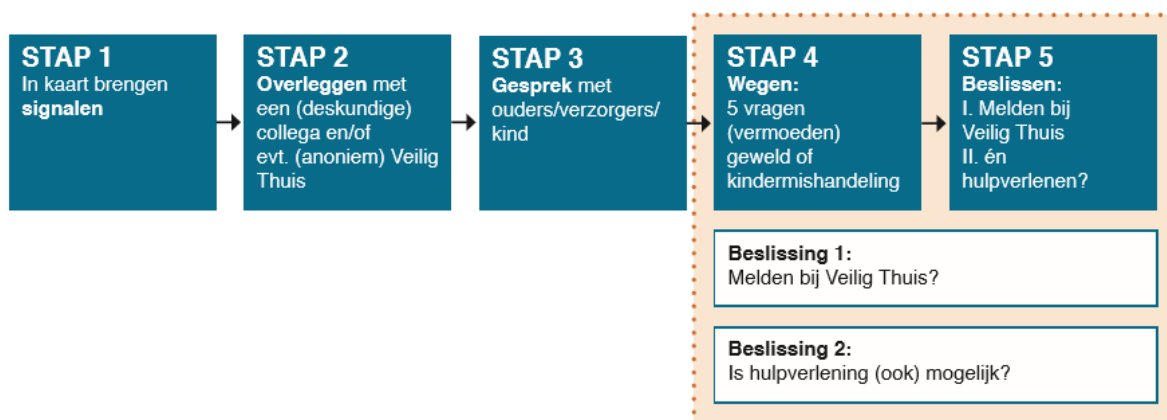 STAP 1
In kaart brengen
signalen
STAP 2
Overleggen met
een (deskundige)
collega en/of
evt. (anoniem) Veilig
Thuis
STAP 3
Gesprek met
ouders/verzorgers/
kind
STAP 4
Wegen:
5 vragen
(vermoeden)
geweld of
kindermishandeling
STAP 5
Beslissen:
I. Melden bij
Veilig Thuis
II. én
hulpverlenen?
Beslissing 1:
Melden bij Veilig Thuis?
Beslissing 2:
Is hulpverlening (ook) mogelijk?